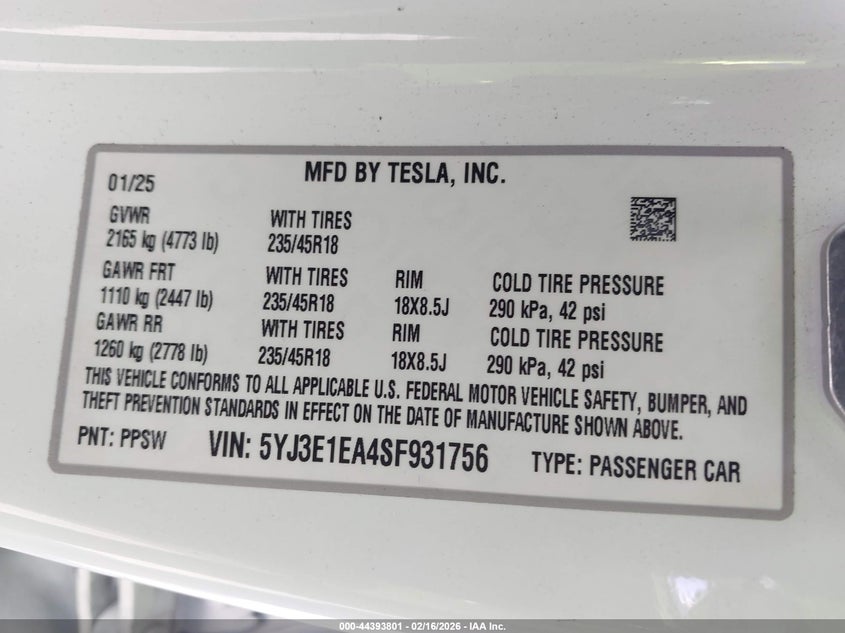 01/25 MFD BY TESLA, INC.
GVWR WITH TIRES
2165 kg (4773 lb) 235/45R18
GAWR FRT WITH TIRES RIM COLD TIRE PRESSURE
1110 kg (2447 lb) 235/45R18 18X8.5J 290 kPa, 42 psi
GAWR RR WITH TIRES RIM COLD TIRE PRESSURE
1260 kg (2778 lb) 235/45R18 18X8.5J 290 kPa, 42 psi
THIS VEHICLE CONFORMS TO ALL APPLICABLE U.S. FEDERAL MOTOR VEHICLE SAFETY, BUMPER, AND
THEFT PREVENTION STANDARDS IN EFFECT ON THE DATE OF MANUFACTURE SHOWN ABOVE.
PNT: PPSW VIN: 5YJ3E1EA4SF931756 TYPE: PASSENGER CAR
000-44393801 - 02/16/2026 - IAA Inc.